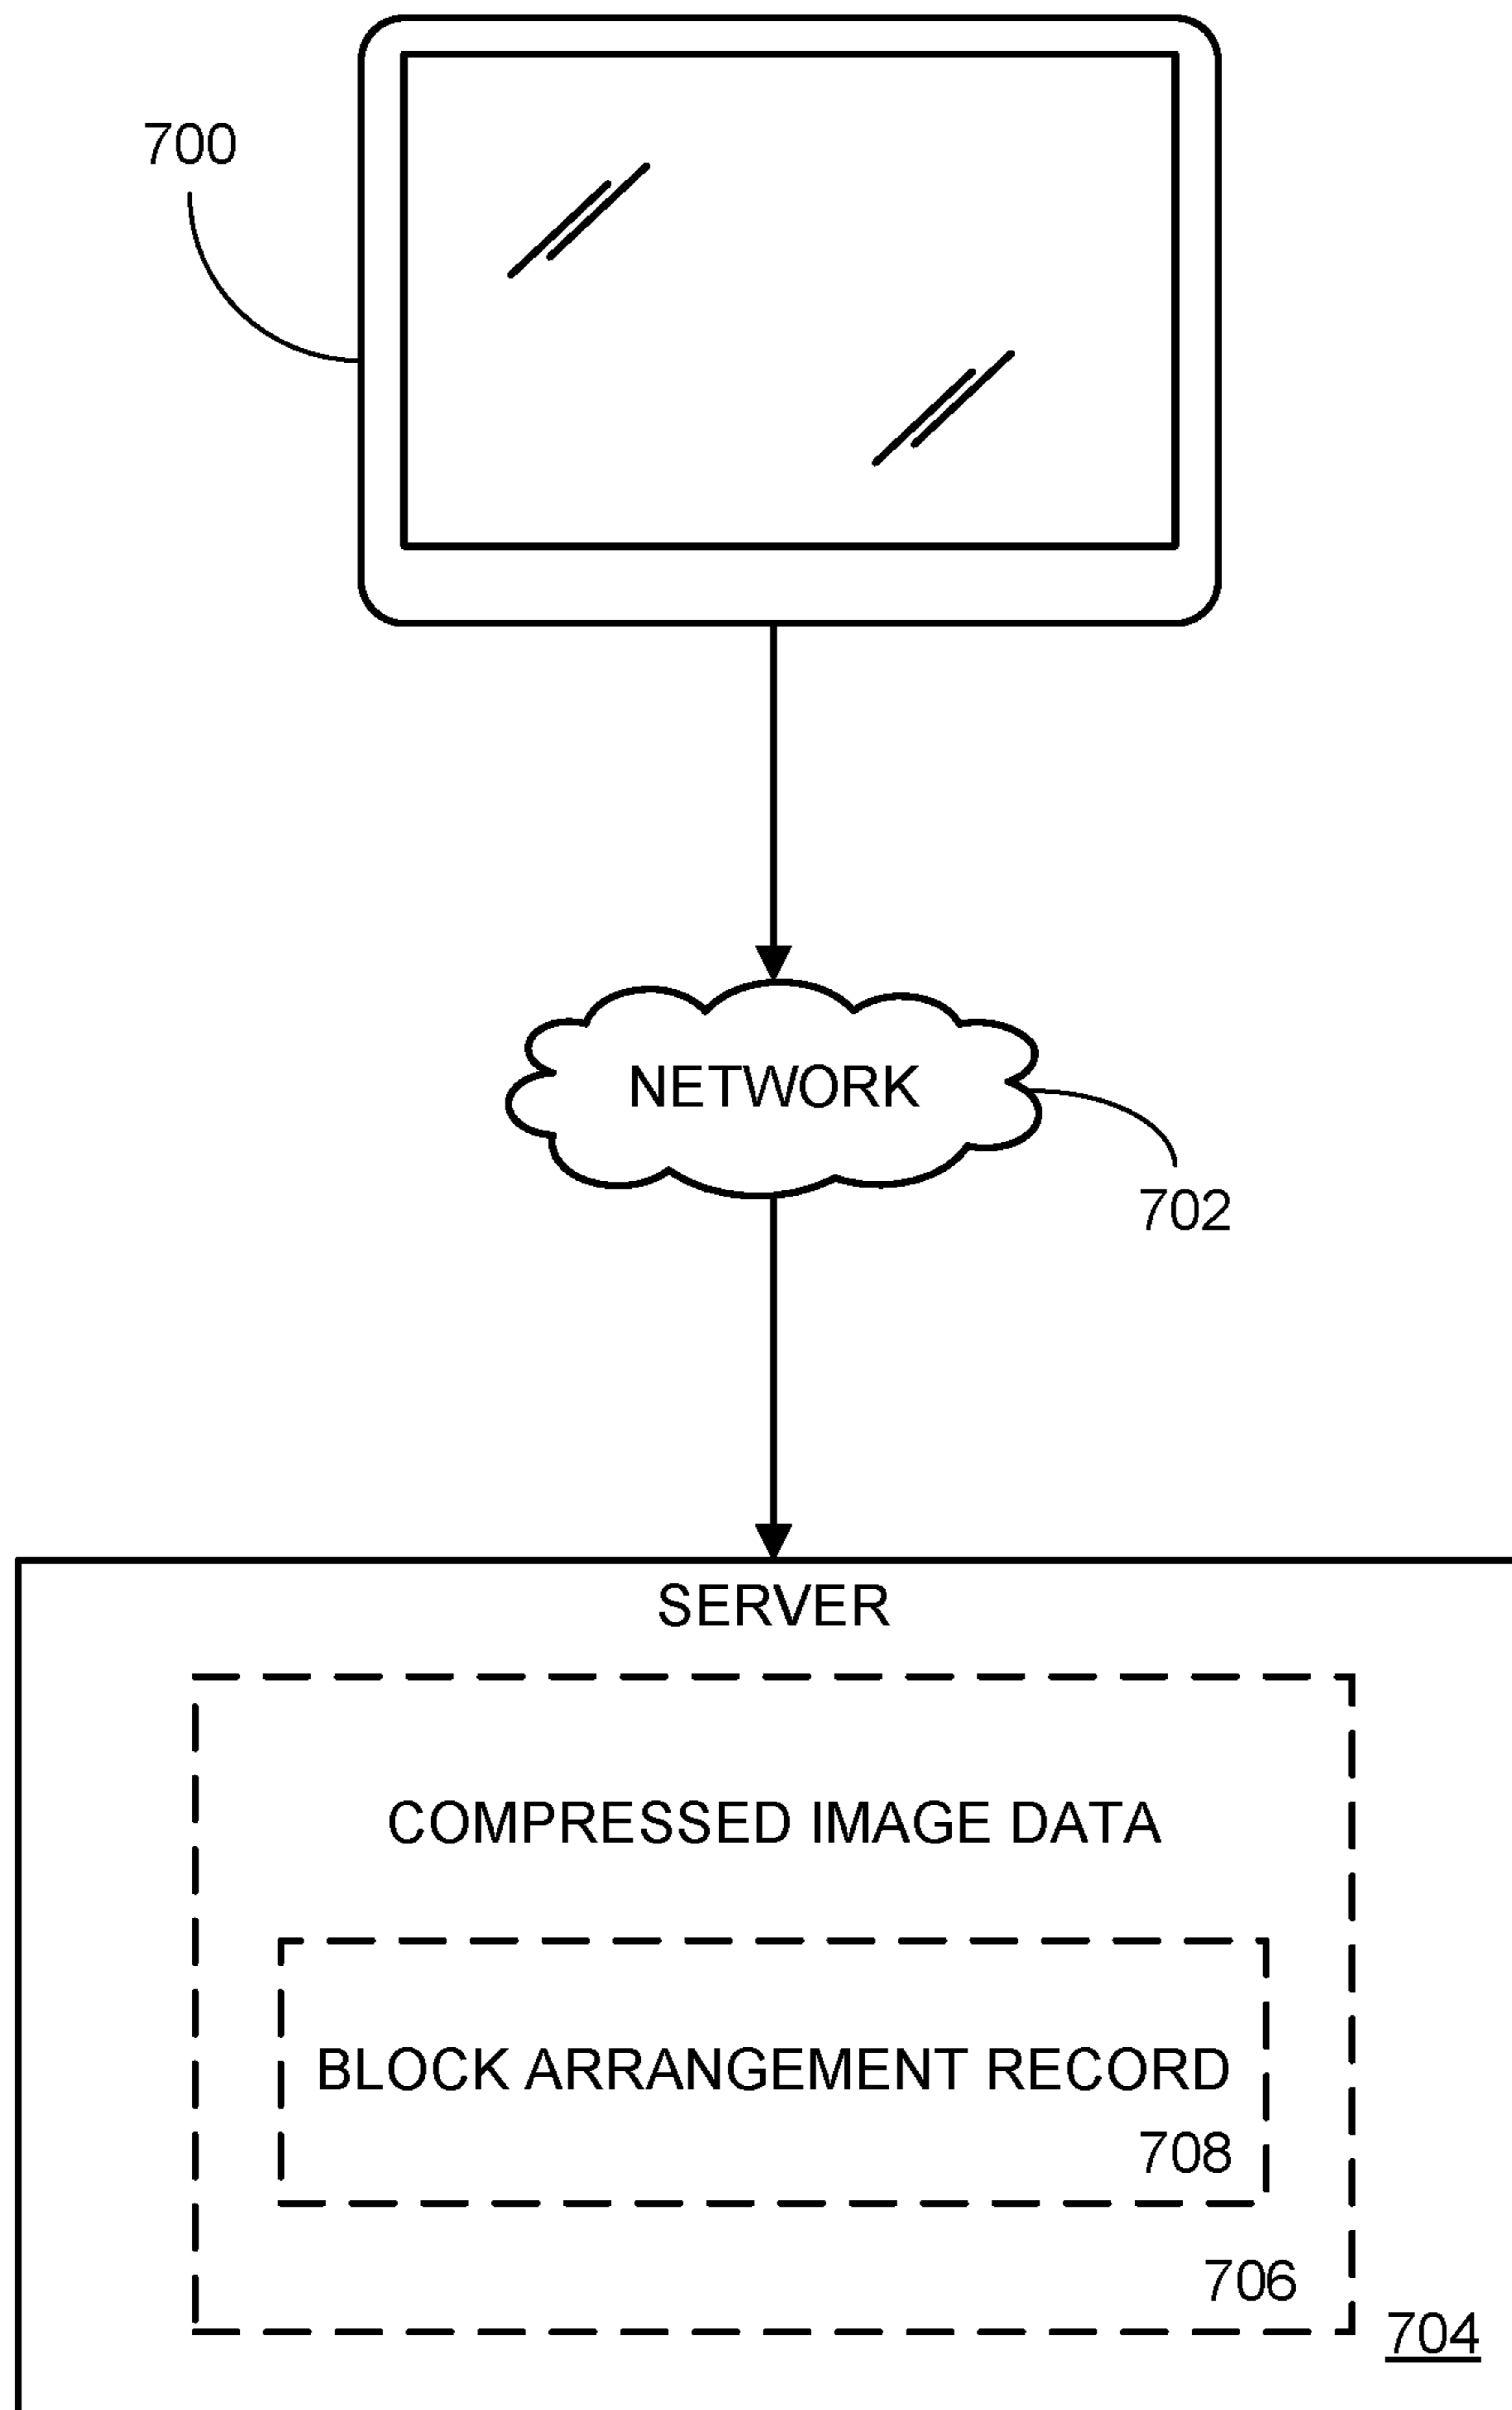 700
NETWORK
702
SERVER
COMPRESSED IMAGE DATA
BLOCK ARRANGEMENT RECORD
708
706
704